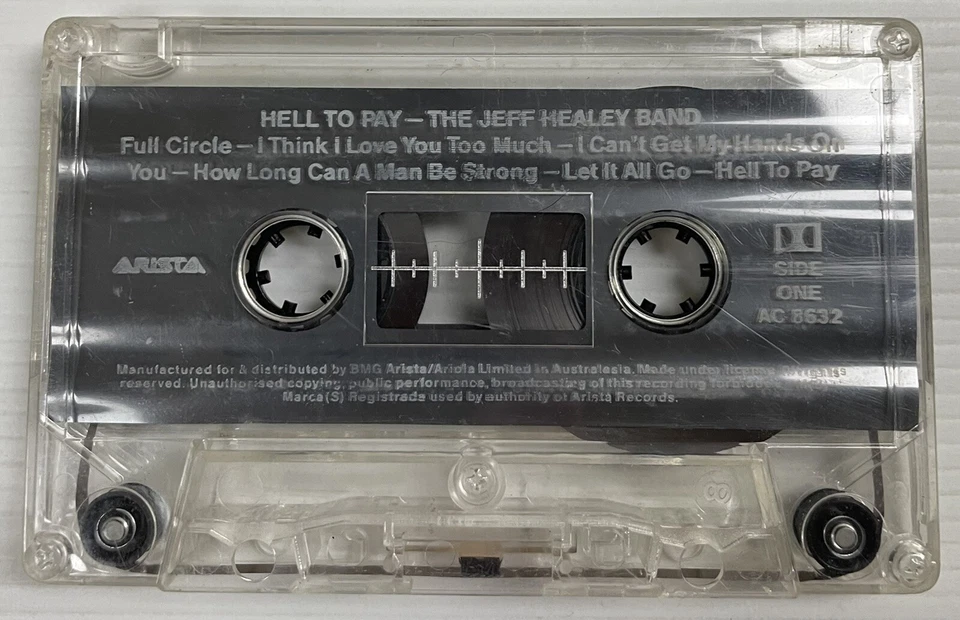 HELL TO PAY — THE JEFF HEALEY BAND
Full Circle — I Think I Love You Too Much — I Can't Get My Hands On
You — How Long Can A Man Be Strong — Let It All Go — Hell To Pay
ARISTA
SIDE
ONE
AC 8632
Manufactured for & distributed by BMG Arista/Ariola Limited in Australasia. Made under
reserved. Unauthorised copying, public performance, broadcasting of this recording
Marca(S) Registrada used by authority of Arista Records.
8